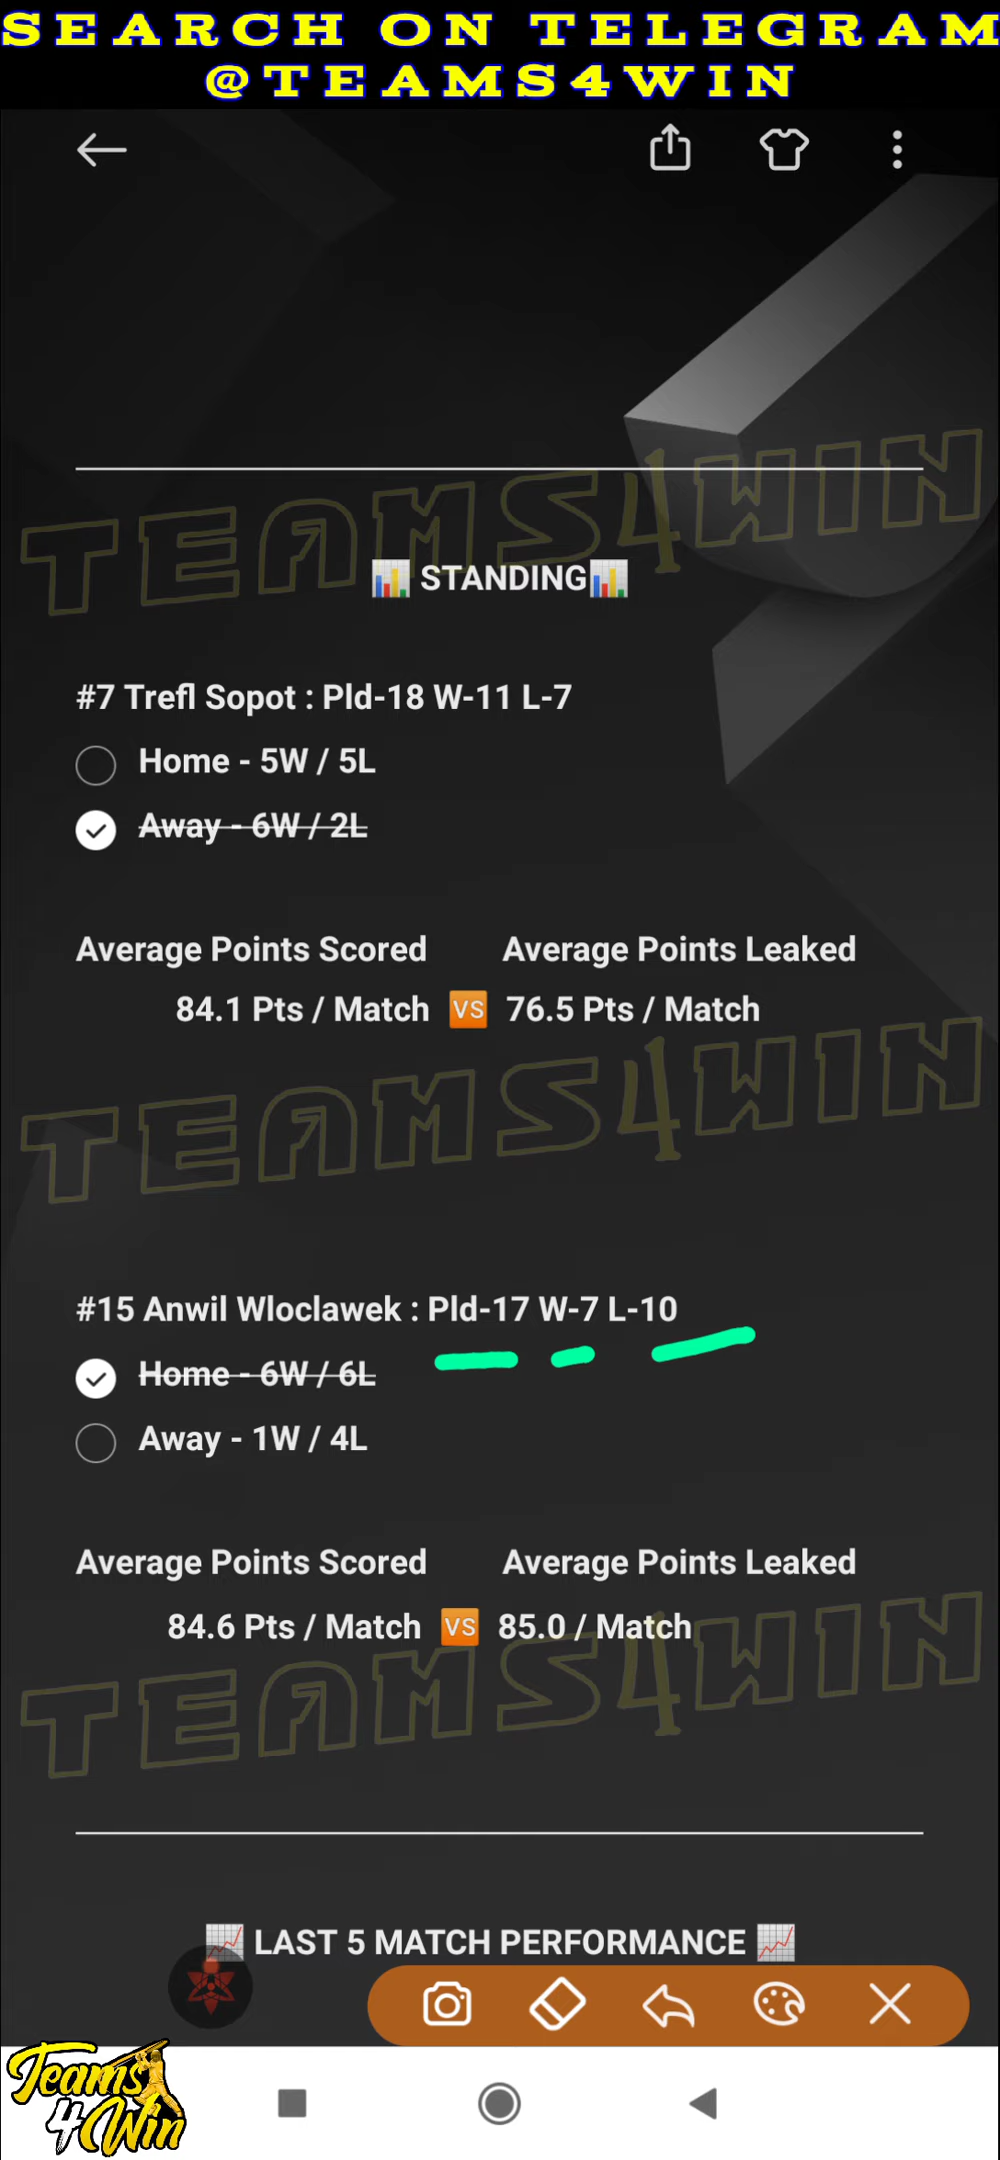 SEARCH ON TELEGRAM
@TEAMS4WIN
TEAMS4WIN
📊 STANDING📊
#7 Trefl Sopot : Pld-18 W-11 L-7
Home - 5W / 5L
Away - 6W / 2L
Average Points Scored Average Points Leaked
84.1 Pts / Match 🆚 76.5 Pts / Match
TEAMS4WIN
#15 Anwil Wloclawek : Pld-17 W-7 L-10
Home - 6W / 6L
Away - 1W / 4L
Average Points Scored Average Points Leaked
84.6 Pts / Match 🆚 85.0 / Match
TEAMS4WIN
📈 LAST 5 MATCH PERFORMANCE 📈
Teams
4Win